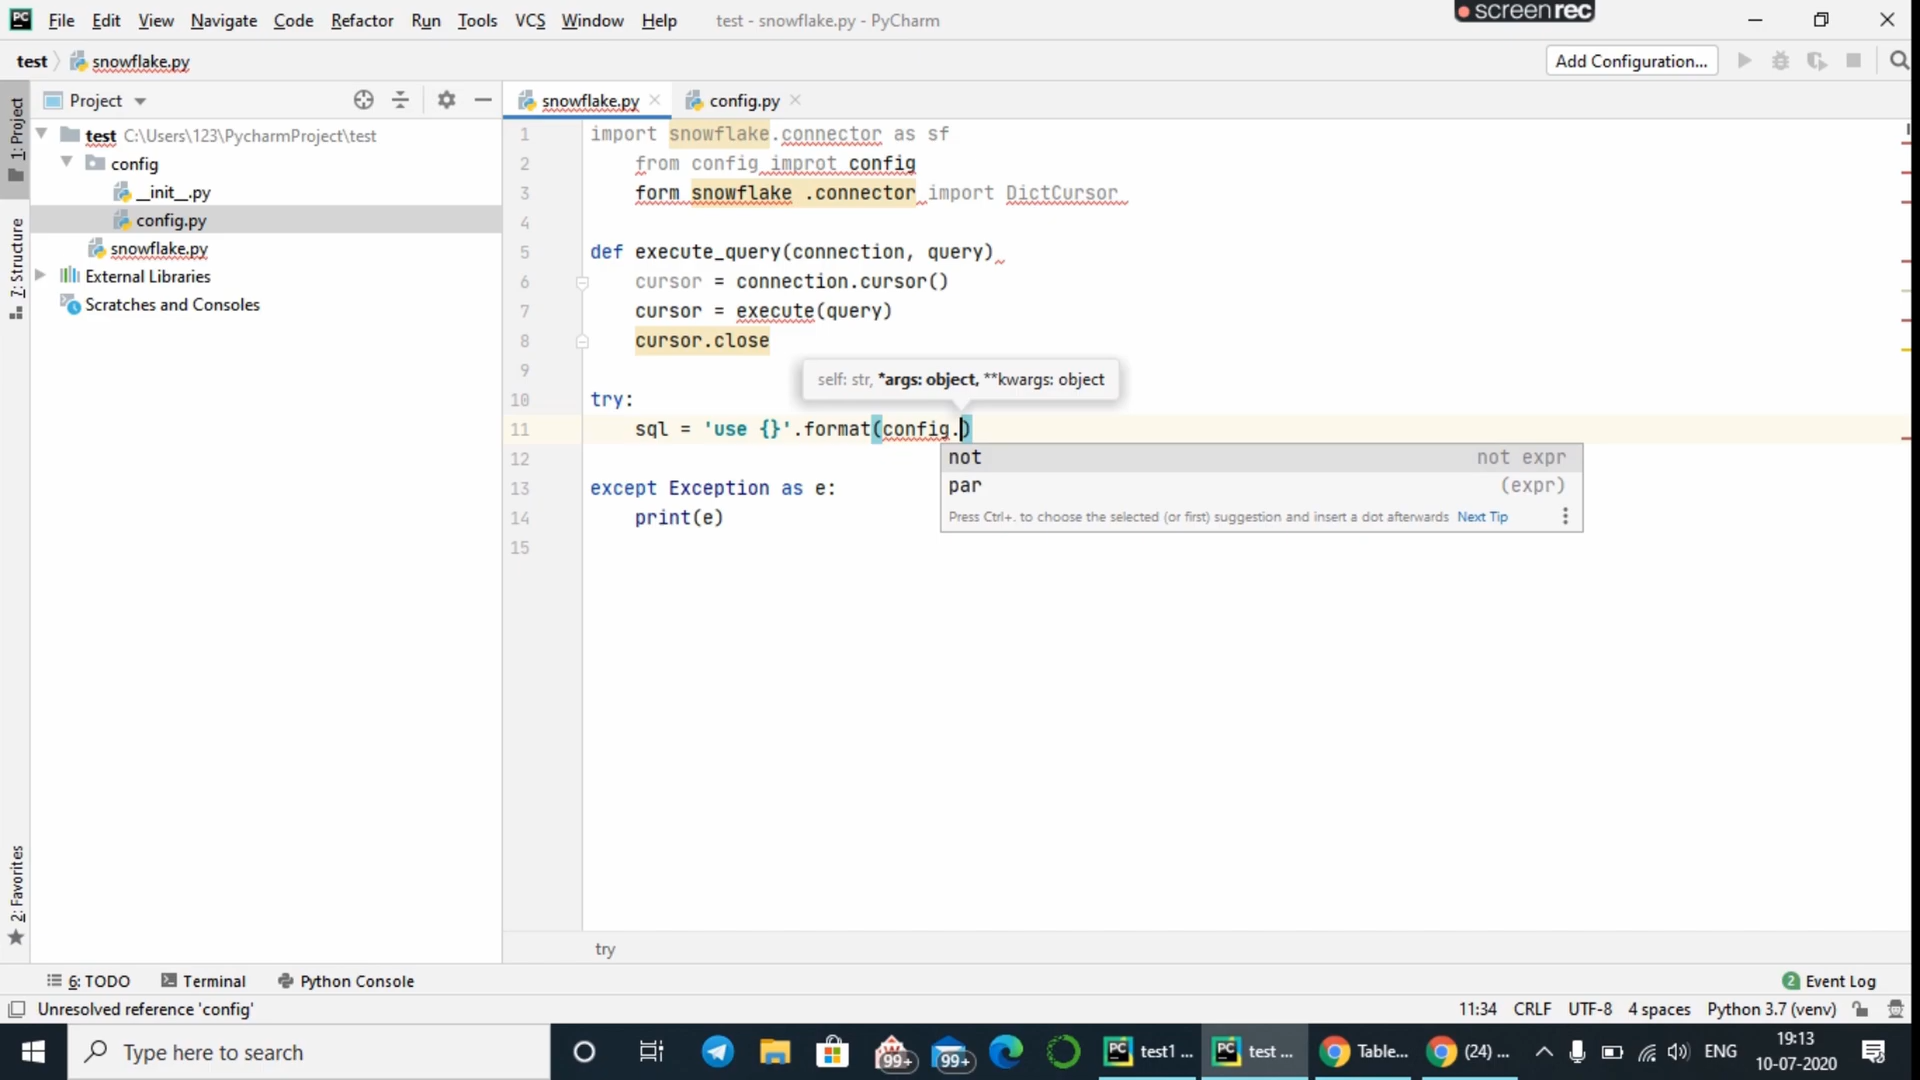 PC File Edit View Navigate Code Refactor Run Tools VCS Window Help test - snowflake.py - PyCharm
screenrec
test snowflake.py Add Configuration...
Project snowflake.py config.py
1: Project
7: Structure
2: Favorites
test C:\Users\123\PycharmProject\test
config
__init__.py
config.py
snowflake.py
External Libraries
Scratches and Consoles
1 import snowflake.connector as sf
2 from config improt config
3 form snowflake .connector import DictCursor
4
5 def execute_query(connection, query)
6 cursor = connection.cursor()
7 cursor = execute(query)
8 cursor.close
9
self: str, *args: object, **kwargs: object
10 try:
11 sql = 'use {}'.format(config.)
12
not not expr
par (expr)
Press Ctrl+. to choose the selected (or first) suggestion and insert a dot afterwards Next Tip
13 except Exception as e:
14 print(e)
15
try
6: TODO Terminal Python Console 2 Event Log
Unresolved reference 'config' 11:34 CRLF UTF-8 4 spaces Python 3.7 (venv)
Type here to search 99+ 99+ PC test1 ... PC test ... Table... (24) ... ENG 19:13
10-07-2020